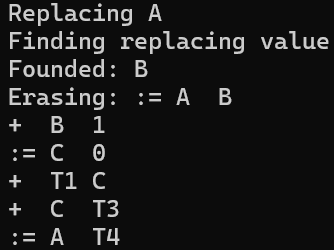 Replacing A
Finding replacing value
Founded: B
Erasing: := A  B
+  B  1
:= C  0
+  T1 C
+  C  T3
:= A  T4